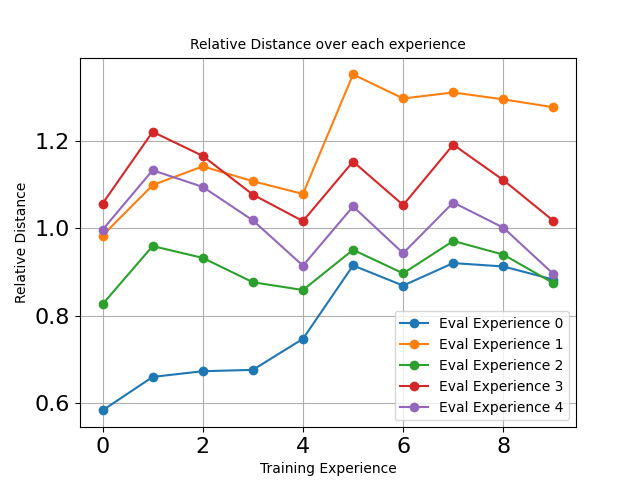 Relative Distance over each experience
Relative Distance
1.2
1.0
0.8
0.6
0 2 4 6 8
Training Experience
Eval Experience 0
Eval Experience 1
Eval Experience 2
Eval Experience 3
Eval Experience 4